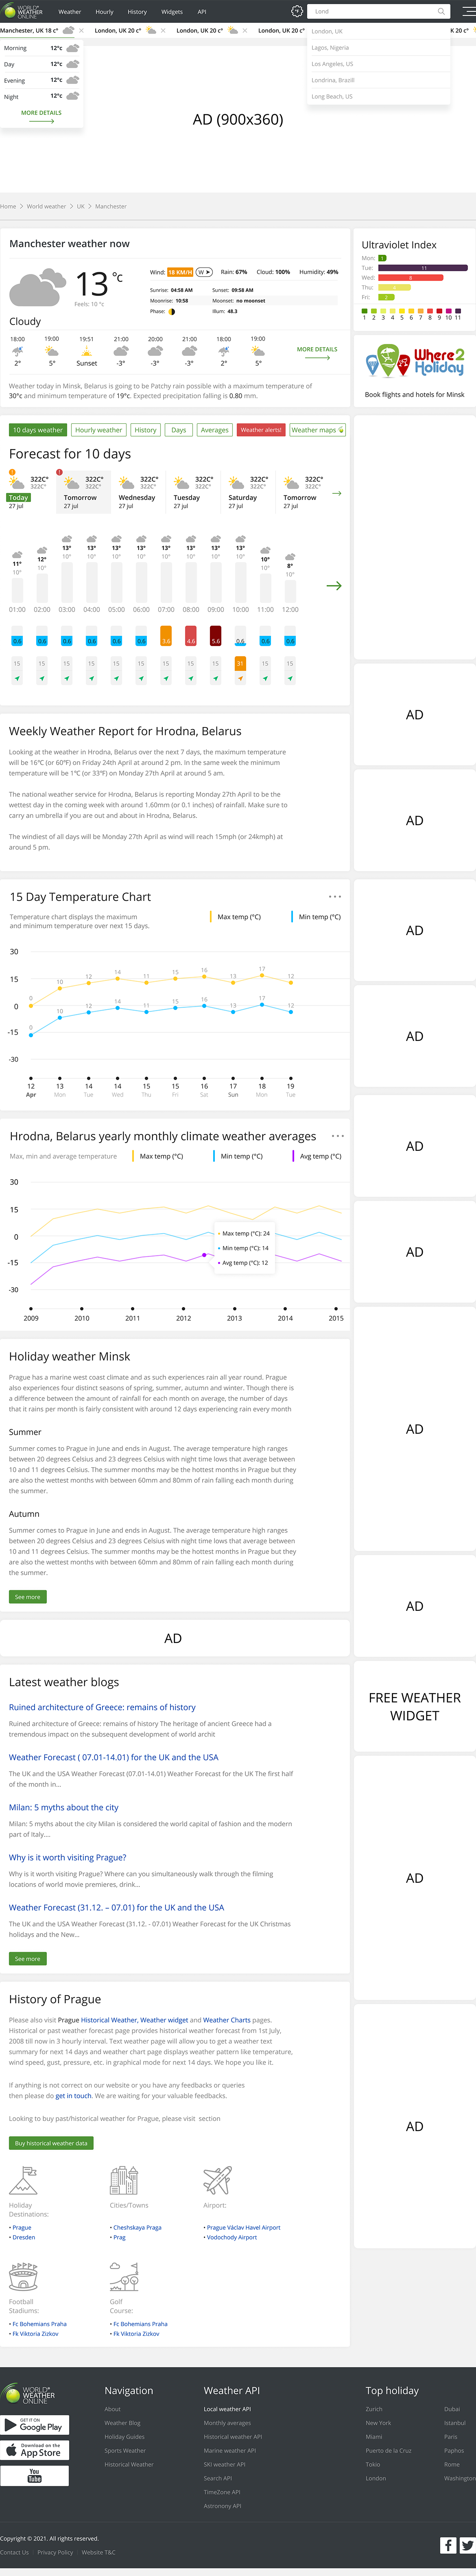 WORLD WEATHER ONLINE
Weather Hourly History Widgets API
Lond
Manchester, UK 18 c° London, UK 20 c° London, UK 20 c° London, UK 20 c° K 20 c°
London, UK
Lagos, Nigeria
Los Angeles, US
Londrina, Brazil
Long Beach, US
Morning 12°c
Day 12°c
Evening 12°c
Night 12°c
MORE DETAILS
AD (900x360)
Home > World weather > UK > Manchester
Manchester weather now
13 °c
Feels: 10 °c
Cloudy
Wind: 18 KM/H W Rain: 67% Cloud: 100% Humidity: 49%
Sunrise: 04:58 AM Sunset: 09:58 AM
Moonrise: 10:58 Moonset: no moonset
Phase: Illum: 48.3
18:00 19:00 19:51 21:00 20:00 21:00 18:00 19:00
2° 5° Sunset -3° -3° -3° 2° 5°
MORE DETAILS
Weather today in Minsk, Belarus is going to be Patchy rain possible with a maximum temperature of
30°c and minimum temperature of 19°c. Expected precipitation falling is 0.80 mm.
Ultraviolet Index
Mon: 1
Tue: 11
Wed: 8
Thu: 4
Fri: 2
1 2 3 4 5 6 7 8 9 10 11
Where2 Holiday
Book flights and hotels for Minsk
10 days weather Hourly weather History Days Averages Weather alerts! Weather maps
Forecast for 10 days
322C° 322C° 322C° 322C° 322C° 322C°
322C° 322C° 322C° 322C° 322C° 322C°
Today Tomorrow Wednesday Tuesday Saturday Tomorrow
27 jul 27 jul 27 jul 27 jul 27 jul 27 jul
11° 12° 13° 13° 13° 13° 13° 13° 13° 13° 10° 8°
10° 10° 10° 10° 10° 10° 10° 10° 10° 10° 10° 10°
01:00 02:00 03:00 04:00 05:00 06:00 07:00 08:00 09:00 10:00 11:00 12:00
0.6 0.6 0.6 0.6 0.6 0.6 3.6 4.6 5.6 0.6 0.6 0.6
15 15 15 15 15 15 15 15 15 31 15 15
Weekly Weather Report for Hrodna, Belarus
Looking at the weather in Hrodna, Belarus over the next 7 days, the maximum temperature
will be 16℃ (or 60℉) on Friday 24th April at around 2 pm. In the same week the minimum
temperature will be 1℃ (or 33℉) on Monday 27th April at around 5 am.
The national weather service for Hrodna, Belarus is reporting Monday 27th April to be the
wettest day in the coming week with around 1.60mm (or 0.1 inches) of rainfall. Make sure to
carry an umbrella if you are out and about in Hrodna, Belarus.
The windiest of all days will be Monday 27th April as wind will reach 15mph (or 24kmph) at
around 5 pm.
AD
AD
15 Day Temperature Chart
Temperature chart displays the maximum
and minimum temperature over next 15 days.
Max temp (°C) Min temp (°C)
30
15
0
-15
-30
0 10 12 14 11 15 16 13 17 12
0 10 12 14 11 15 16 13 17 12
12 13 14 14 15 15 16 17 18 19
Apr Mon Tue Wed Thu Fri Sat Sun Mon Tue
AD
AD
Hrodna, Belarus yearly monthly climate weather averages
Max, min and average temperature Max temp (°C) Min temp (°C) Avg temp (°C)
30
15
0
-15
-30
Max temp (°C): 24
Min temp (°C): 14
Avg temp (°C): 12
2009 2010 2011 2012 2013 2014 2015
AD
AD
Holiday weather Minsk
Prague has a marine west coast climate and as such experiences rain all year round. Prague
also experiences four distinct seasons of spring, summer, autumn and winter. Though there is
a difference between the amount of rainfall for each month on average, the number of days
that it rains per month is fairly consistent with around 12 days experiencing rain every month
Summer
Summer comes to Prague in June and ends in August. The average temperature high ranges
between 20 degrees Celsius and 23 degrees Celsius with night time lows that average between
10 and 11 degrees Celsius. The summer months may be the hottest months in Prague but they
are also the wettest months with between 60mm and 80mm of rain falling each month during
the summer.
Autumn
Summer comes to Prague in June and ends in August. The average temperature high ranges
between 20 degrees Celsius and 23 degrees Celsius with night time lows that average between
10 and 11 degrees Celsius. The summer months may be the hottest months in Prague but they
are also the wettest months with between 60mm and 80mm of rain falling each month during
the summer.
See more
AD
AD
AD
Latest weather blogs
Ruined architecture of Greece: remains of history
Ruined architecture of Greece: remains of history The heritage of ancient Greece had a
tremendous impact on the subsequent development of world archit
Weather Forecast ( 07.01-14.01) for the UK and the USA
The UK and the USA Weather Forecast (07.01-14.01) Weather Forecast for the UK The first half
of the month in...
Milan: 5 myths about the city
Milan: 5 myths about the city Milan is considered the world capital of fashion and the modern
part of italy....
Why is it worth visiting Prague?
Why is it worth visiting Prague? Where can you simultaneously walk through the filming
locations of world movie premieres, drink...
Weather Forecast (31.12. – 07.01) for the UK and the USA
The UK and the USA Weather Forecast (31.12. - 07.01) Weather Forecast for the UK Christmas
holidays and the New...
See more
FREE WEATHER
WIDGET
AD
History of Prague
Please also visit Prague Historical Weather, Weather widget and Weather Charts pages.
Historical or past weather forecast page provides historical weather forecast from 1st July,
2008 till now in 3 hourly interval. Text weather page will allow you to get a weather text
summary for next 14 days and weather chart page displays weather pattern like temperature,
wind speed, gust, pressure, etc. in graphical mode for next 14 days. We hope you like it.
If anything is not correct on our website or you have any feedbacks or queries
then please do get in touch. We are waiting for your valuable feedbacks.
Looking to buy past/historical weather for Prague, please visit section
Buy historical weather data
AD
Holiday
Destinations:
• Prague
• Dresden
Cities/Towns
• Cheshskaya Praga
• Prag
Airport:
• Prague Václav Havel Airport
• Vodochody Airport
Football
Stadiums:
• Fc Bohemians Praha
• Fk Viktoria Zizkov
Golf
Course:
• Fc Bohemians Praha
• Fk Viktoria Zizkov
WORLD WEATHER ONLINE
GET IT ON
Google Play
Download on the
App Store
You Tube
Navigation
About
Weather Blog
Holiday Guides
Sports Weather
Historical Weather
Weather API
Local weather API
Monthly averages
Historical weather API
Marine weather API
SKI weather API
Search API
TimeZone API
Astronony API
Top holiday
Zurich Dubai
New York Istanbul
Miami Paris
Puerto de la Cruz Paphos
Tokio Rome
London Washington
Copyright © 2021. All rights reserved.
Contact Us Privacy Policy Website T&C